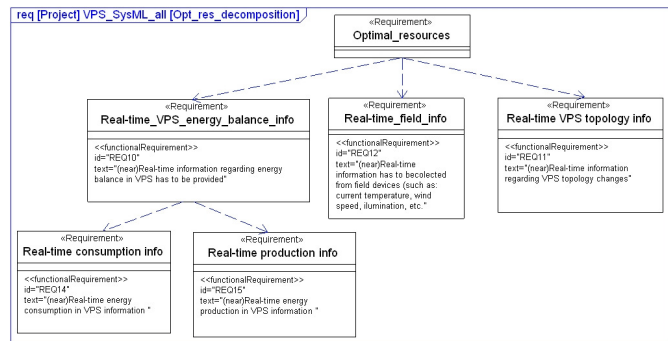 req [Project] VPS_SysML_all [Opt_res_decomposition]
«Requirement»
Optimal_resources
«Requirement»
Real-time_VPS_energy_balance_info
<<functionalRequirement>>
id="REQ10"
text="(near)Real-time information regarding energy
balance in VPS has to be provided"
«Requirement»
Real-time_field_info
<<functionalRequirement>>
id="REQ12"
text="(near)Real-time
information has to becolected
from field devices (such as:
current temperature, wind
speed, ilumination, etc."
«Requirement»
Real-time VPS topology info
<<functionalRequirement>>
id="REQ11"
text="(near)Real-time information
regarding VPS topology changes"
«Requirement»
Real-time consumption info
<<functionalRequirement>>
id="REQ14"
text="(near)Real-time energy
consumption in VPS information "
«Requirement»
Real-time production info
<<functionalRequirement>>
id="REQ15"
text="(near)Real-time energy
production in VPS information "